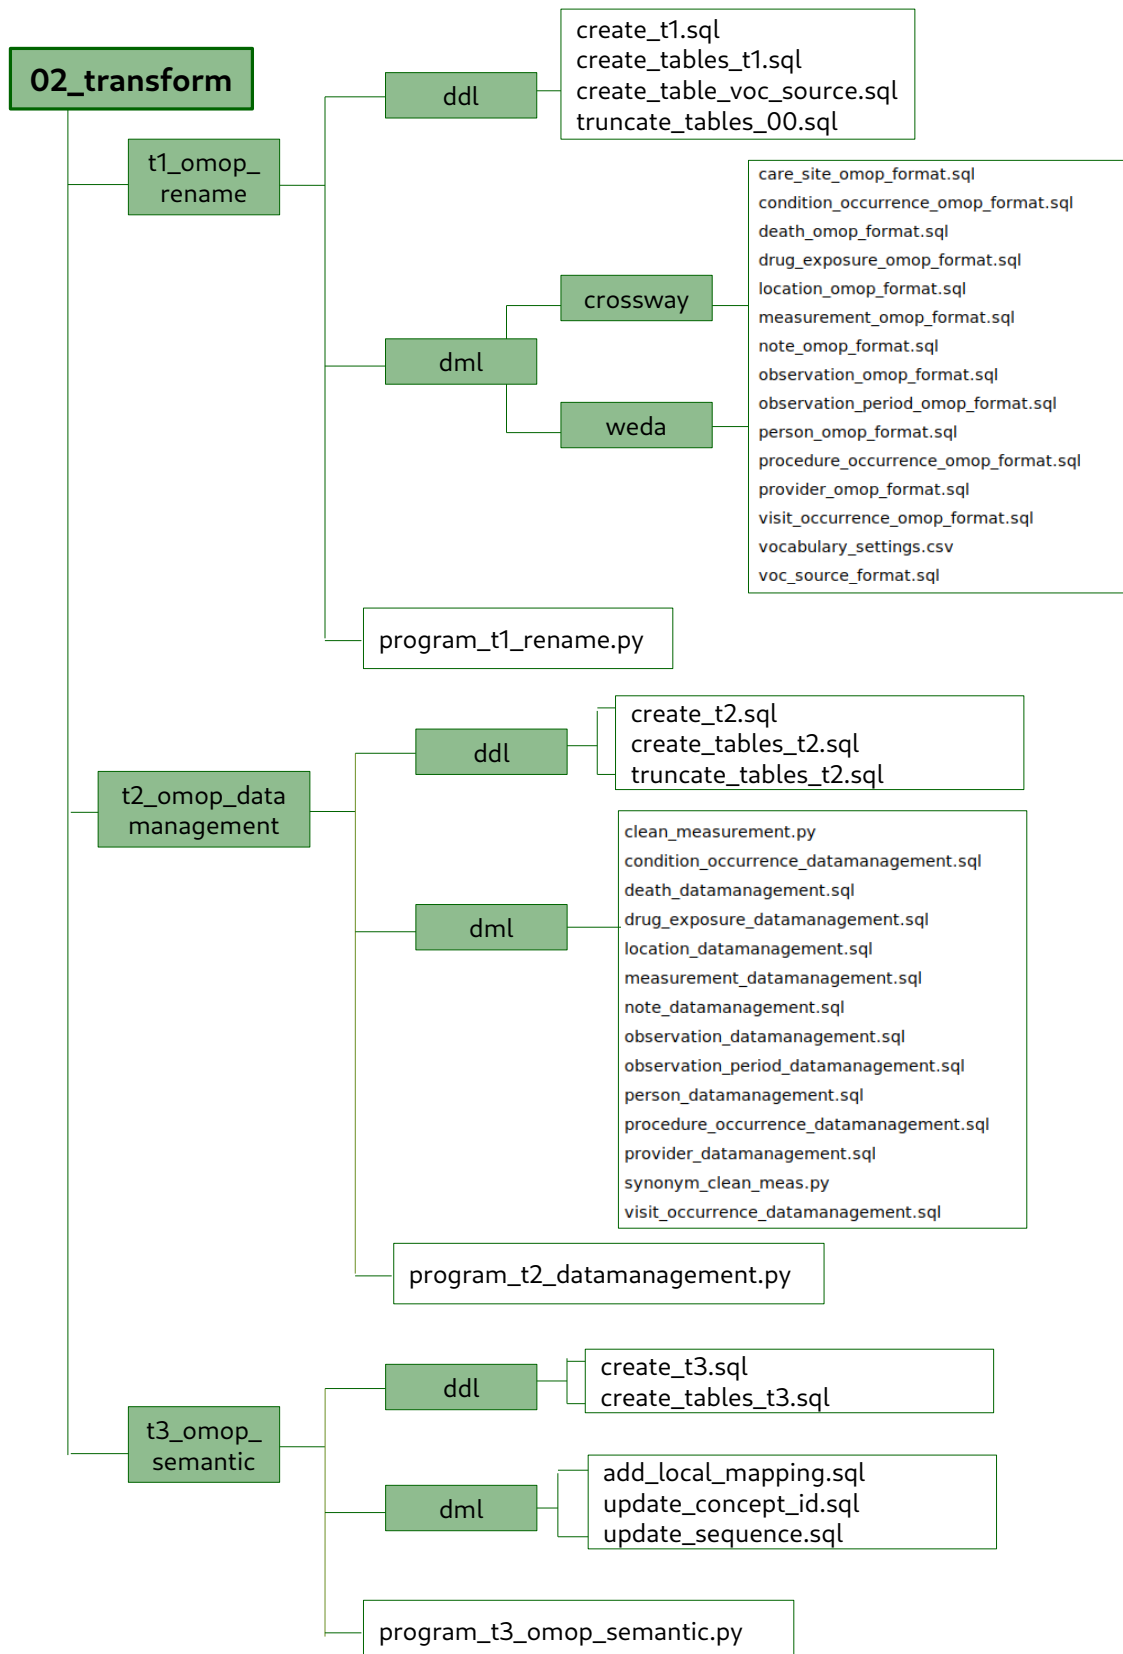 02_transform
t1_omop_
rename
ddl
create_t1.sql
create_tables_t1.sql
create_table_voc_source.sql
truncate_tables_00.sql
dml
crossway
weda
care_site_omop_format.sql
condition_occurrence_omop_format.sql
death_omop_format.sql
drug_exposure_omop_format.sql
location_omop_format.sql
measurement_omop_format.sql
note_omop_format.sql
observation_omop_format.sql
observation_period_omop_format.sql
person_omop_format.sql
procedure_occurrence_omop_format.sql
provider_omop_format.sql
visit_occurrence_omop_format.sql
vocabulary_settings.csv
voc_source_format.sql
program_t1_rename.py
t2_omop_data
management
ddl
create_t2.sql
create_tables_t2.sql
truncate_tables_t2.sql
dml
clean_measurement.py
condition_occurrence_datamanagement.sql
death_datamanagement.sql
drug_exposure_datamanagement.sql
location_datamanagement.sql
measurement_datamanagement.sql
note_datamanagement.sql
observation_datamanagement.sql
observation_period_datamanagement.sql
person_datamanagement.sql
procedure_occurrence_datamanagement.sql
provider_datamanagement.sql
synonym_clean_meas.py
visit_occurrence_datamanagement.sql
program_t2_datamanagement.py
t3_omop_
semantic
ddl
create_t3.sql
create_tables_t3.sql
dml
add_local_mapping.sql
update_concept_id.sql
update_sequence.sql
program_t3_omop_semantic.py